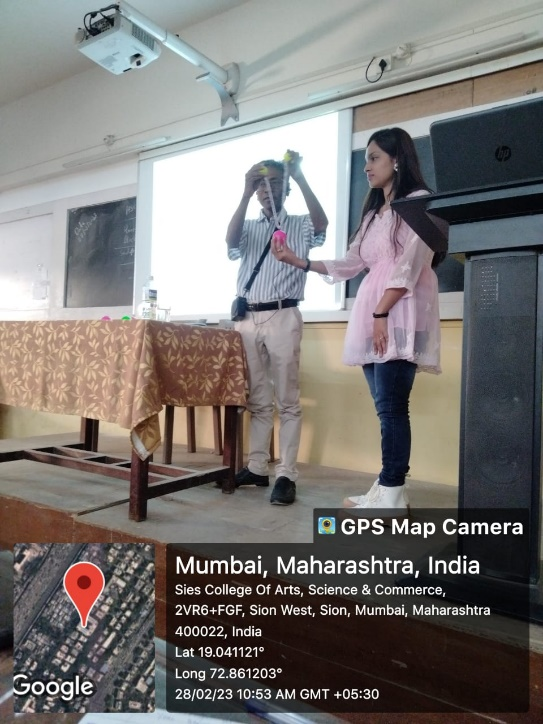 hp
GPS Map Camera
Mumbai, Maharashtra, India
Sies College Of Arts, Science & Commerce,
2VR6+FGF, Sion West, Sion, Mumbai, Maharashtra
400022, India
Lat 19.041121°
Long 72.861203°
28/02/23 10:53 AM GMT +05:30
Google